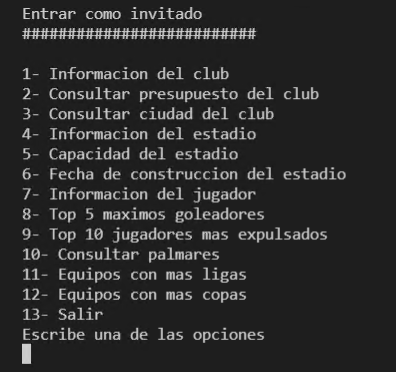 Entrar como invitado
##########################
1- Informacion del club
2- Consultar presupuesto del club
3- Consultar ciudad del club
4- Informacion del estadio
5- Capacidad del estadio
6- Fecha de construccion del estadio
7- Informacion del jugador
8- Top 5 maximos goleadores
9- Top 10 jugadores mas expulsados
10- Consultar palmares
11- Equipos con mas ligas
12- Equipos con mas copas
13- Salir
Escribe una de las opciones